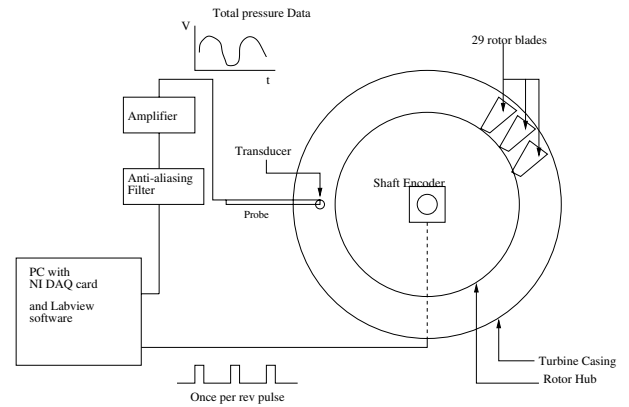 Total pressure Data
V
t
29 rotor blades
Amplifier
Transducer
Anti-aliasing
Filter
Shaft Encoder
Probe
PC with
NI DAQ card
and Labview
software
Turbine Casing
Rotor Hub
Once per rev pulse